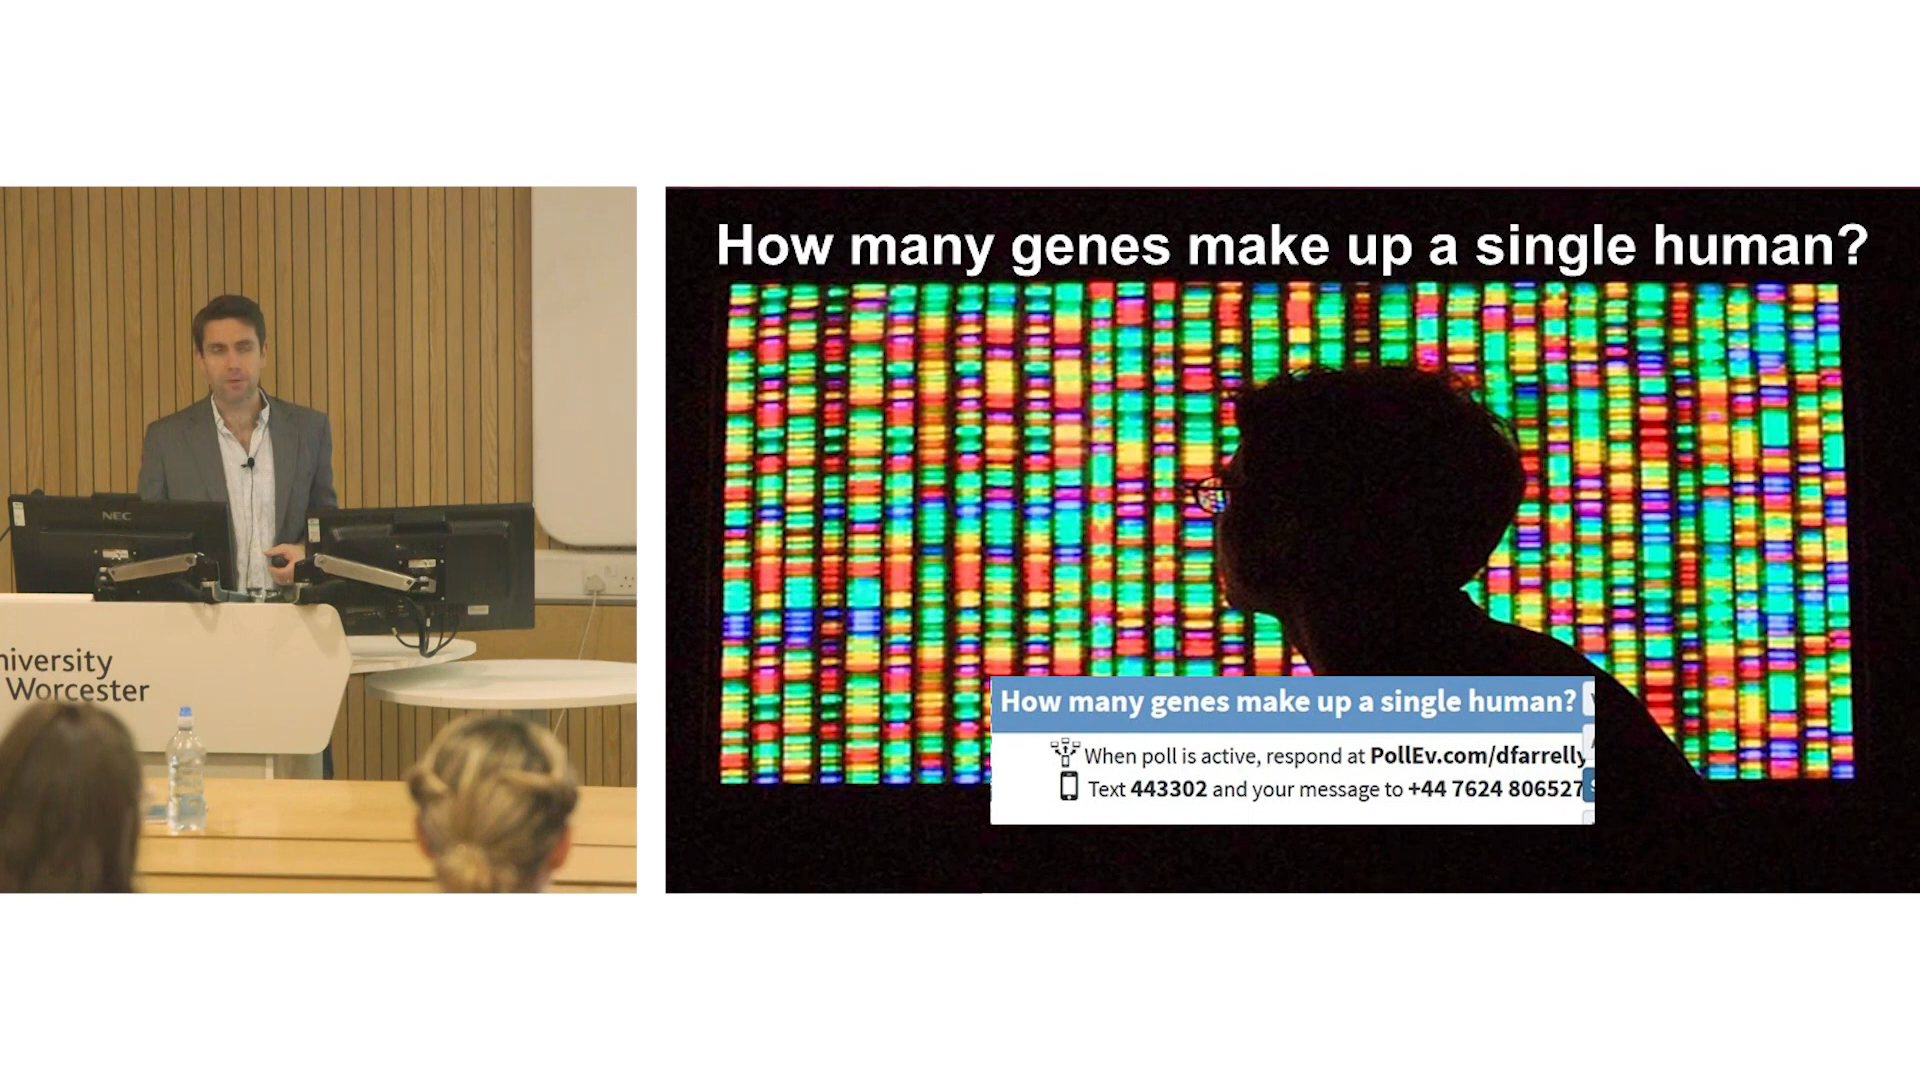 NEC
niversity
Worcester
How many genes make up a single human?
How many genes make up a single human?
When poll is active, respond at PollEv.com/dfarrelly
Text 443302 and your message to +44 7624 806527